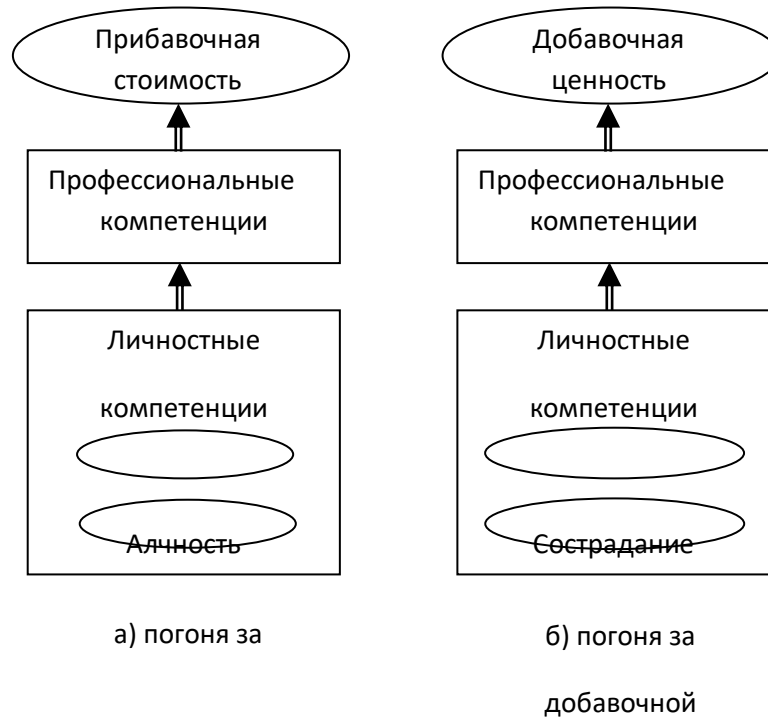 Прибавочная
стоимость
Профессиональные
компетенции
Личностные
компетенции
Алчность
а) погоня за
Добавочная
ценность
Профессиональные
компетенции
Личностные
компетенции
Сострадание
б) погоня за
добавочной